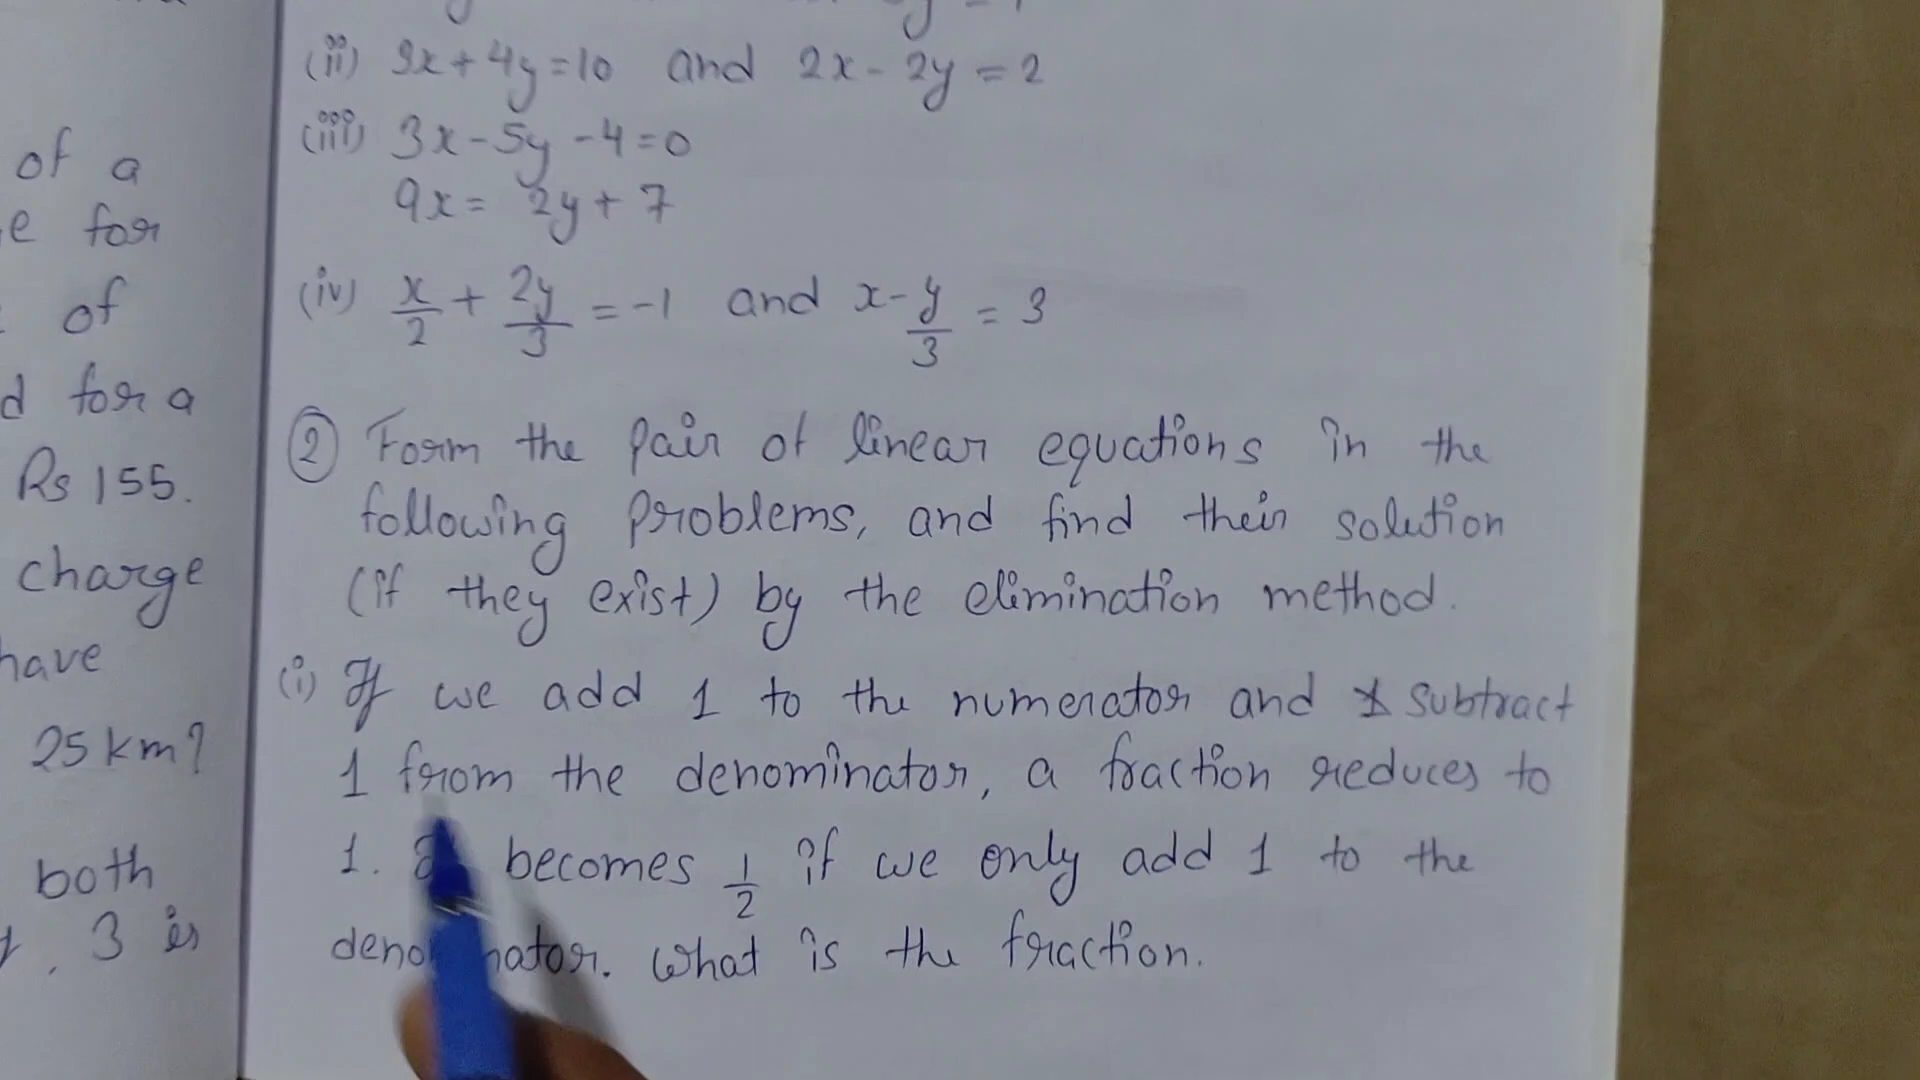 of a
e for
of
d for a
Rs 155.
charge
have
25 km?
both
. 3 is
(ii) 9x + 4y = 10 and 2x - 2y = 2
(iii) 3x - 5y - 4 = 0
9x = 2y + 7
(iv) x/2 + 2y/3 = -1 and x - y/3 = 3
② Form the pair of linear equations in the
following problems, and find their solution
(if they exist) by the elimination method.
(i) If we add 1 to the numerator and subtract
1 from the denominator, a fraction reduces to
1. becomes 1/2 if we only add 1 to the
What is the fraction.